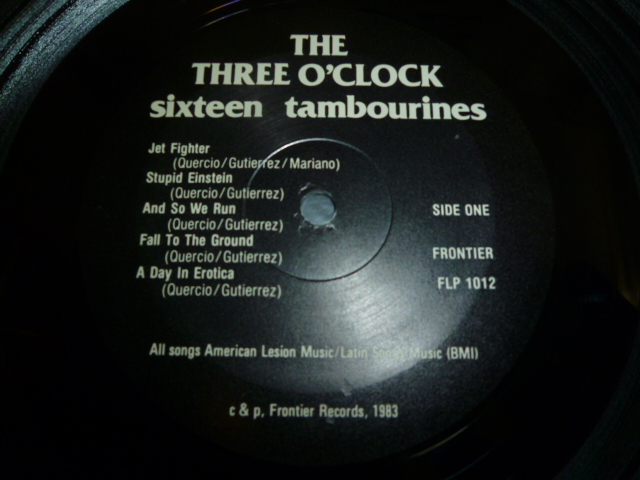 THE
THREE O'CLOCK
sixteen tambourines
Jet Fighter
(Quercio/Gutierrez/Mariano)
Stupid Einstein
(Quercio/Gutierrez)
And So We Run
(Quercio/Gutierrez)
Fall To The Ground
(Quercio/Gutierrez)
A Day In Erotica
(Quercio/Gutierrez)
SIDE ONE
FRONTIER
FLP 1012
All songs American Lesion Music/Latin Songs Music (BMI)
c & p, Frontier Records, 1983